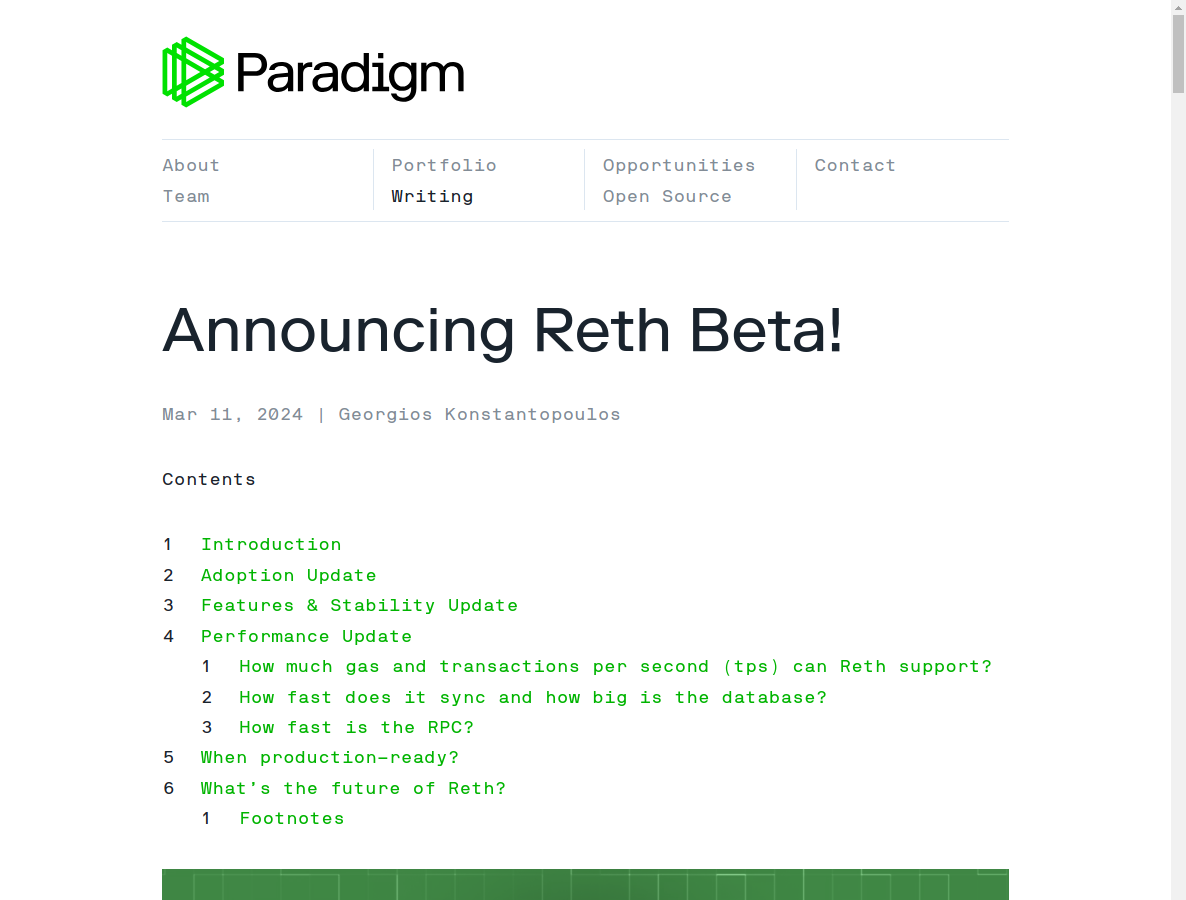 Paradigm
About
Team
Portfolio
Writing
Opportunities
Open Source
Contact
Announcing Reth Beta!
Mar 11, 2024 | Georgios Konstantopoulos
Contents
1 Introduction
2 Adoption Update
3 Features & Stability Update
4 Performance Update
1 How much gas and transactions per second (tps) can Reth support?
2 How fast does it sync and how big is the database?
3 How fast is the RPC?
5 When production-ready?
6 What's the future of Reth?
1 Footnotes